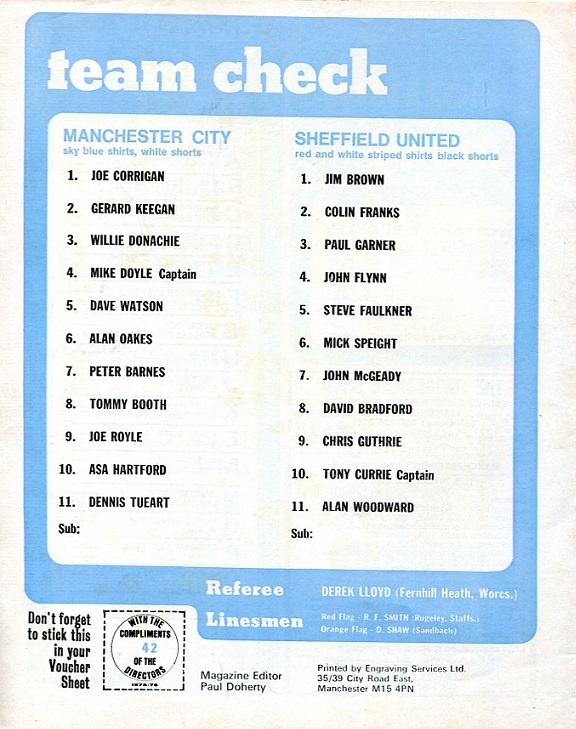 team check
MANCHESTER CITY
sky blue shirts, white shorts
1. JOE CORRIGAN
2. GERARD KEEGAN
3. WILLIE DONACHIE
4. MIKE DOYLE Captain
5. DAVE WATSON
6. ALAN OAKES
7. PETER BARNES
8. TOMMY BOOTH
9. JOE ROYLE
10. ASA HARTFORD
11. DENNIS TUEART
Sub:
SHEFFIELD UNITED
red and white striped shirts black shorts
1. JIM BROWN
2. COLIN FRANKS
3. PAUL GARNER
4. JOHN FLYNN
5. STEVE FAULKNER
6. MICK SPEIGHT
7. JOHN McGEADY
8. DAVID BRADFORD
9. CHRIS GUTHRIE
10. TONY CURRIE Captain
11. ALAN WOODWARD
Sub:
Referee DEREK LLOYD (Fernhill Heath, Worcs.)
Linesmen Red Flag - R. F. SMITH (Rugeley, Staffs.)
Orange Flag - D. SHAW (Sandbach)
Don't forget
to stick this
in your
Voucher
Sheet
WITH THE
COMPLIMENTS
42
OF THE
DIRECTORS
1975/76
Magazine Editor
Paul Doherty
Printed by Engraving Services Ltd.
35/39 City Road East,
Manchester M15 4PN